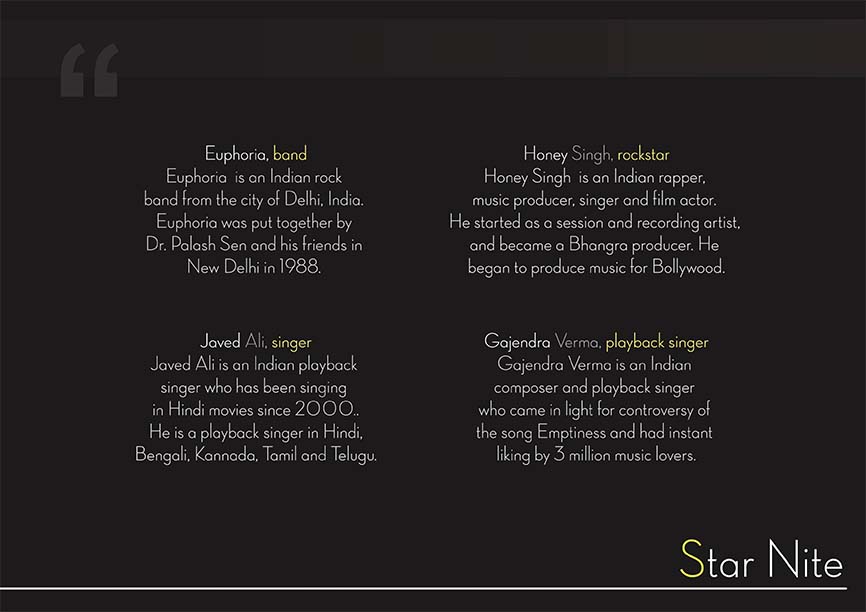 “
Euphoria, band
Euphoria is an Indian rock
band from the city of Delhi, India.
Euphoria was put together by
Dr. Palash Sen and his friends in
New Delhi in 1988.
Honey Singh, rockstar
Honey Singh is an Indian rapper,
music producer, singer and film actor.
He started as a session and recording artist,
and became a Bhangra producer. He
began to produce music for Bollywood.
Javed Ali, singer
Javed Ali is an Indian playback
singer who has been singing
in Hindi movies since 2000..
He is a playback singer in Hindi,
Bengali, Kannada, Tamil and Telugu.
Gajendra Verma, playback singer
Gajendra Verma is an Indian
composer and playback singer
who came in light for controversy of
the song Emptiness and had instant
liking by 3 million music lovers.
Star Nite